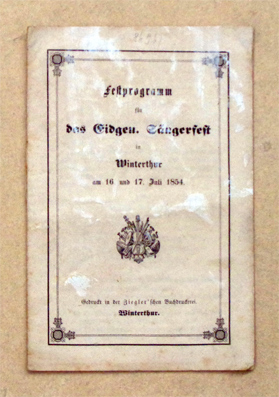 Festprogramm
für
das Eidgen. Sängerfest
in
Winterthur
am 16. und 17. Juli 1854.
Gedruckt in der Ziegler'schen Buchdruckerei.
Winterthur.